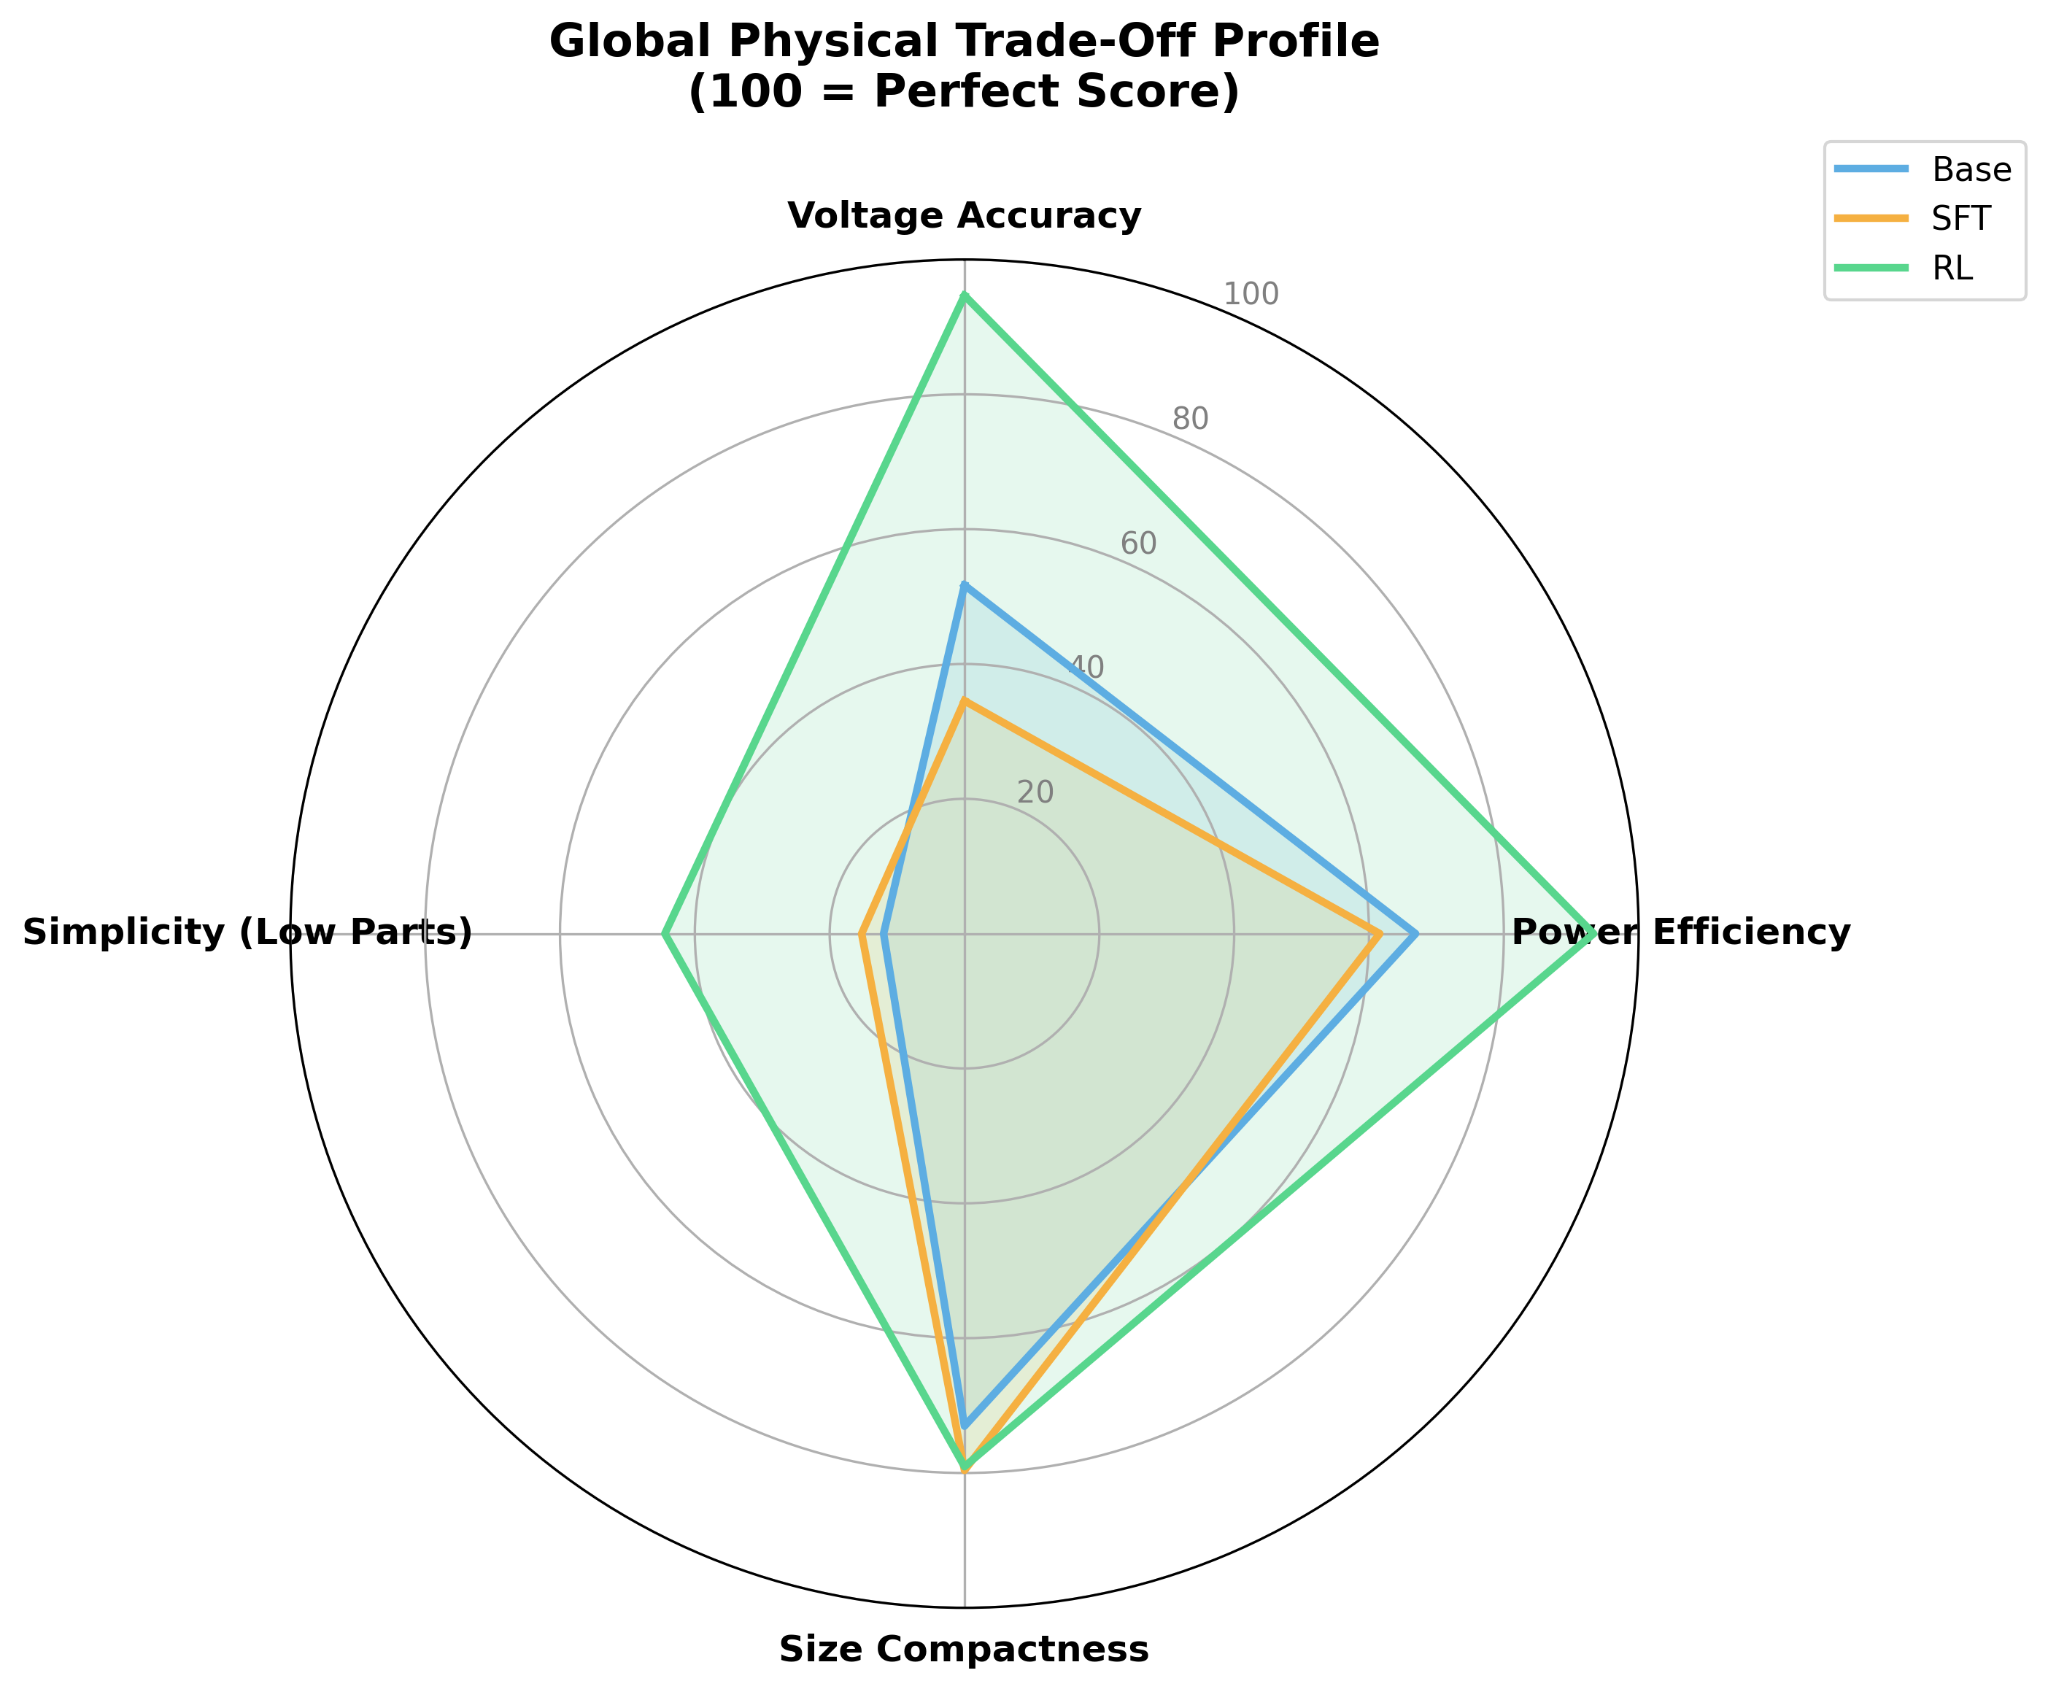 Global Physical Trade-Off Profile
(100 = Perfect Score)
Base
SFT
RL
Voltage Accuracy
100
80
60
40
20
Simplicity (Low Parts)
Power Efficiency
Size Compactness